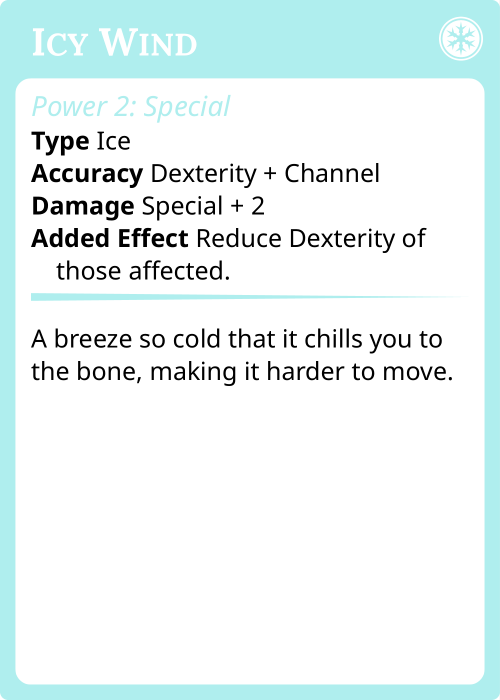 Icy Wind
Power 2: Special
Type Ice
Accuracy Dexterity + Channel
Damage Special + 2
Added Effect Reduce Dexterity of
those affected.
A breeze so cold that it chills you to
the bone, making it harder to move.